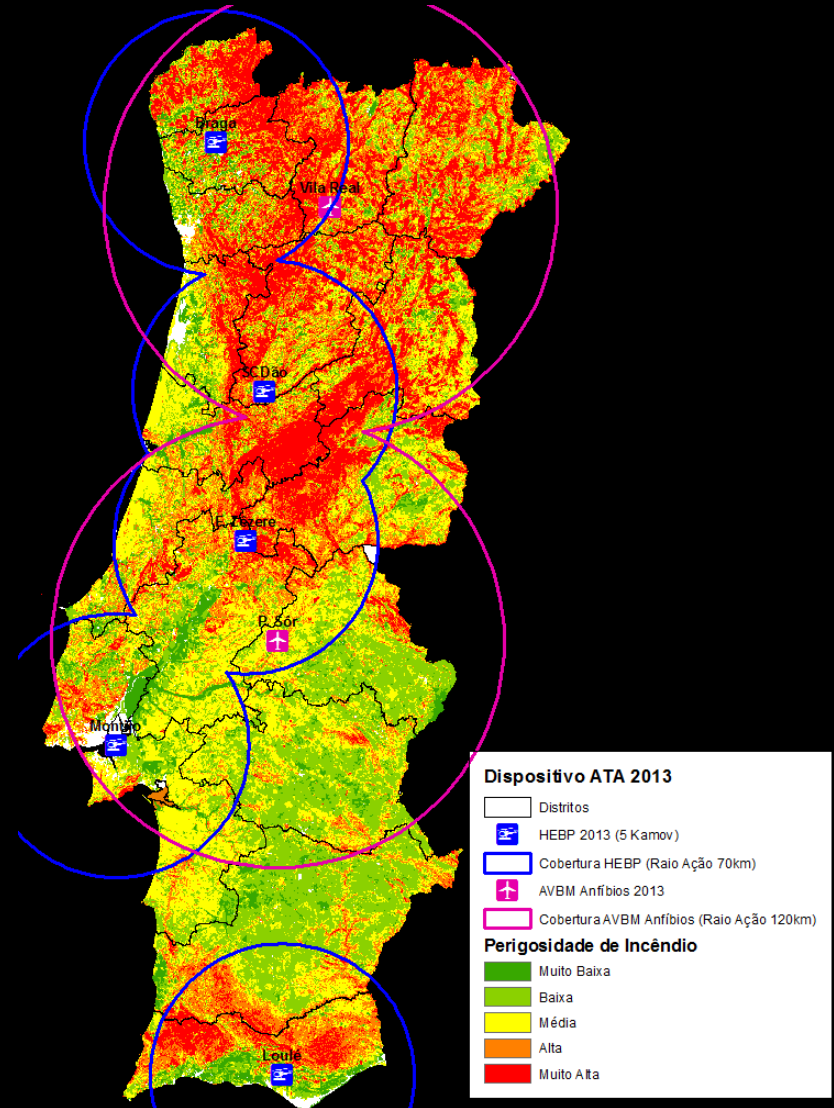 Braga
Vila Real
SCDão
F. Zêzere
P. Sôr
Montijo
Loulé
Dispositivo ATA 2013
Distritos
HEBP 2013 (5 Kamov)
Cobertura HEBP (Raio Ação 70km)
AVBM Anfíbios 2013
Cobertura AVBM Anfíbios (Raio Ação 120km)
Perigosidade de Incêndio
Muito Baixa
Baixa
Média
Alta
Muito Alta